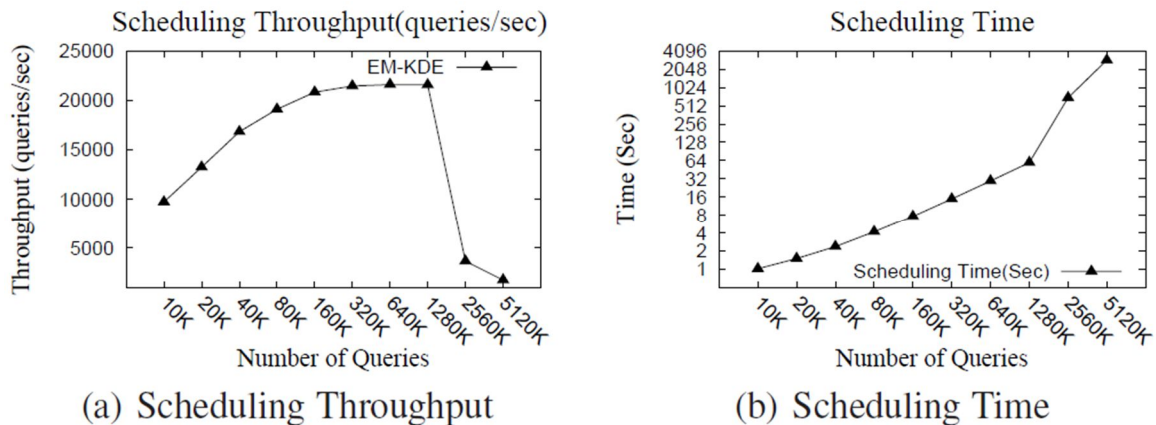 Scheduling Throughput(queries/sec)
Throughput (queries/sec)
25000
20000
15000
10000
5000
EM-KDE
10K
20K
40K
80K
160K
320K
640K
1280K
2560K
5120K
Number of Queries
(a) Scheduling Throughput
Scheduling Time
Time (Sec)
4096
2048
1024
512
256
128
64
32
16
8
4
2
1
Scheduling Time(Sec)
10K
20K
40K
80K
160K
320K
640K
1280K
2560K
5120K
Number of Queries
(b) Scheduling Time